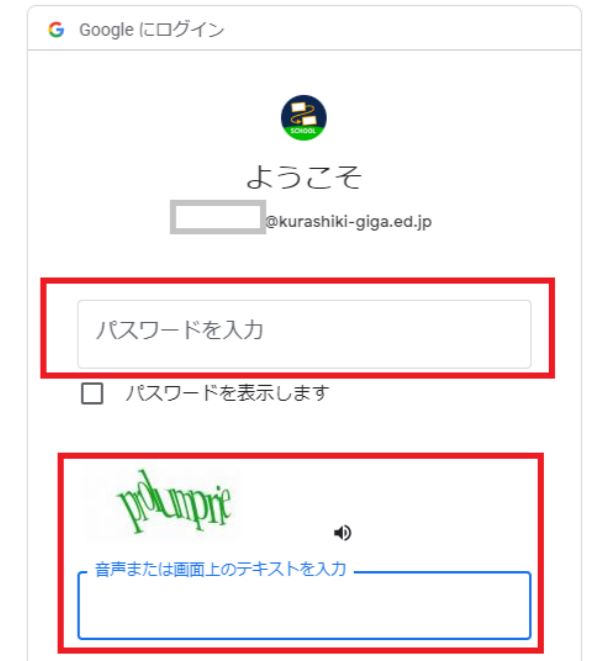 Google にログイン
SCHOOL
ようこそ
@kurashiki-giga.ed.jp
パスワードを入力
パスワードを表示します
音声または画面上のテキストを入力